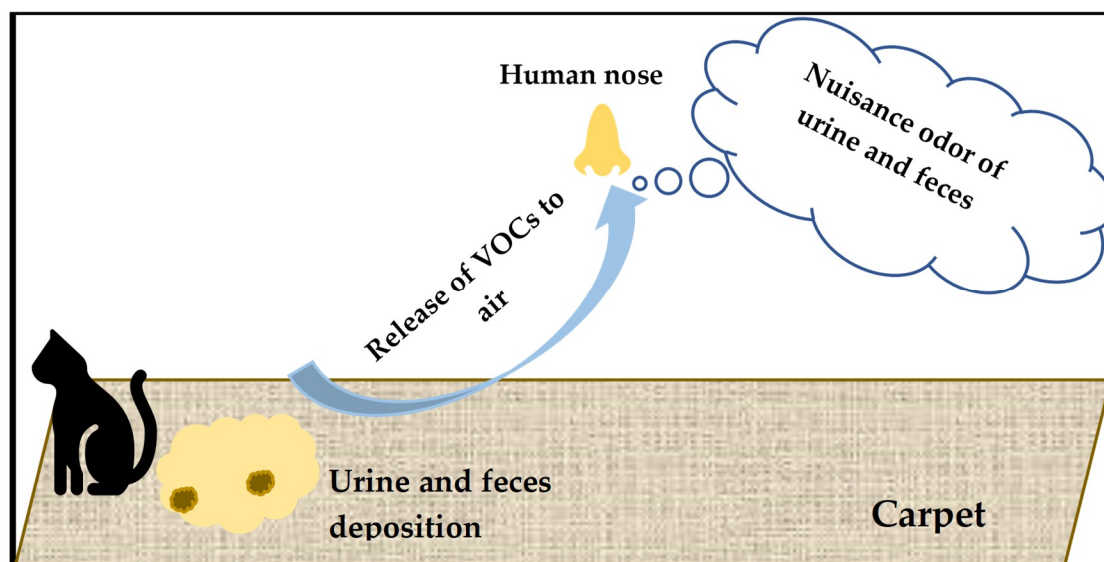 Human nose
Nuisance odor of
urine and feces
Release of VOCs to
air
Urine and feces
deposition
Carpet